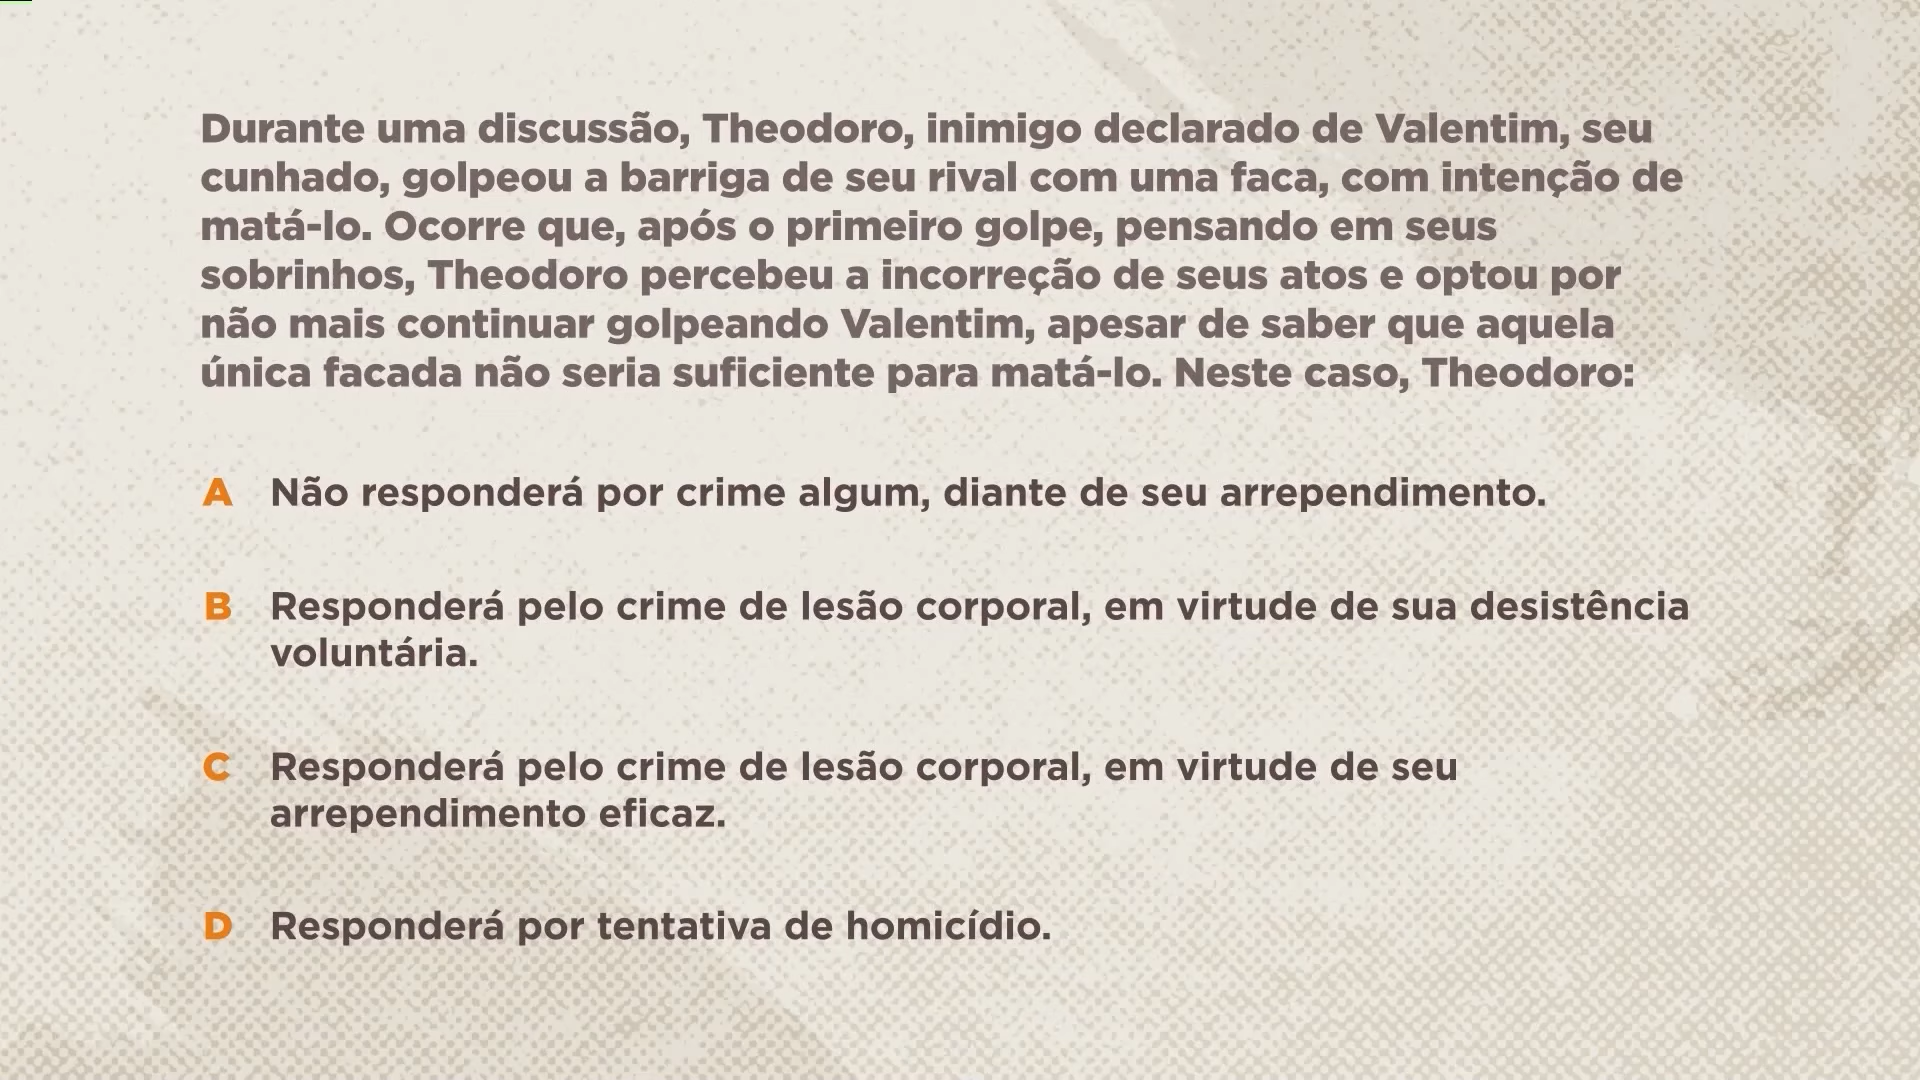 Durante uma discussão, Theodoro, inimigo declarado de Valentim, seu
cunhado, golpeou a barriga de seu rival com uma faca, com intenção de
matá-lo. Ocorre que, após o primeiro golpe, pensando em seus
sobrinhos, Theodoro percebeu a incorreção de seus atos e optou por
não mais continuar golpeando Valentim, apesar de saber que aquela
única facada não seria suficiente para matá-lo. Neste caso, Theodoro:
A Não responderá por crime algum, diante de seu arrependimento.
B Responderá pelo crime de lesão corporal, em virtude de sua desistência
voluntária.
C Responderá pelo crime de lesão corporal, em virtude de seu
arrependimento eficaz.
D Responderá por tentativa de homicídio.